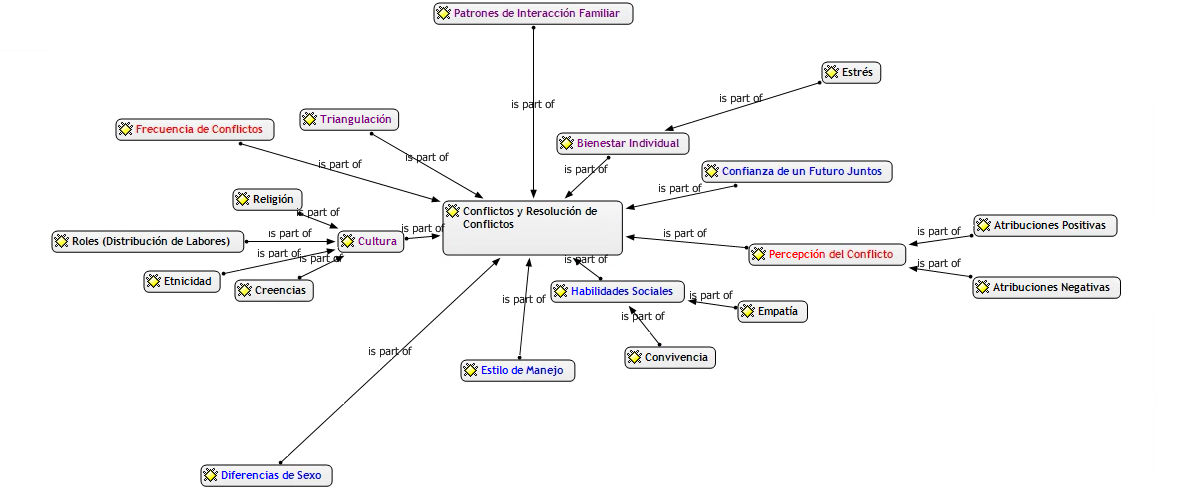 Patrones de Interacción Familiar
Estrés
is part of
is part of
Triangulación
Frecuencia de Conflictos
Bienestar Individual
is part of
is part of
is part of
Confianza de un Futuro Juntos
is part of
Religión
is part of
Conflictos y Resolución de
Conflictos
Atribuciones Positivas
is part of
is part of
is part of
is part of
Roles (Distribución de Labores)
Cultura
is part of
is part of
is part of
Percepción del Conflicto
is part of
Etnicidad
Creencias
Habilidades Sociales
Atribuciones Negativas
is part of
is part of
Empatía
is part of
is part of
Convivencia
Estilo de Manejo
Diferencias de Sexo